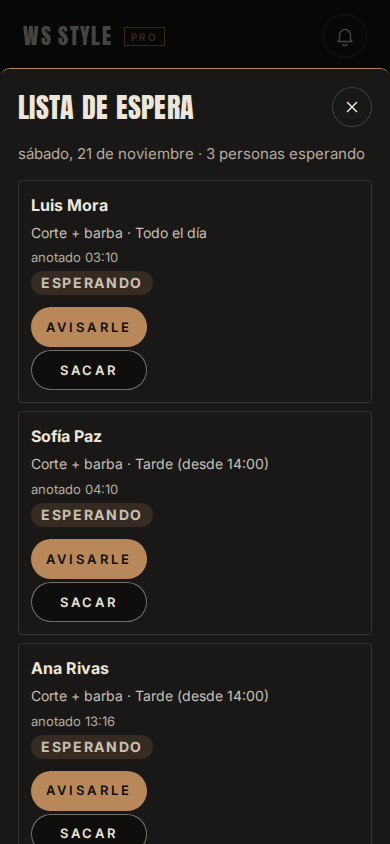 WS STYLE PRO
LISTA DE ESPERA
sábado, 21 de noviembre · 3 personas esperando
Luis Mora
Corte + barba · Todo el día
anotado 03:10
ESPERANDO
AVISARLE
SACAR
Sofía Paz
Corte + barba · Tarde (desde 14:00)
anotado 04:10
ESPERANDO
AVISARLE
SACAR
Ana Rivas
Corte + barba · Tarde (desde 14:00)
anotado 13:16
ESPERANDO
AVISARLE
SACAR